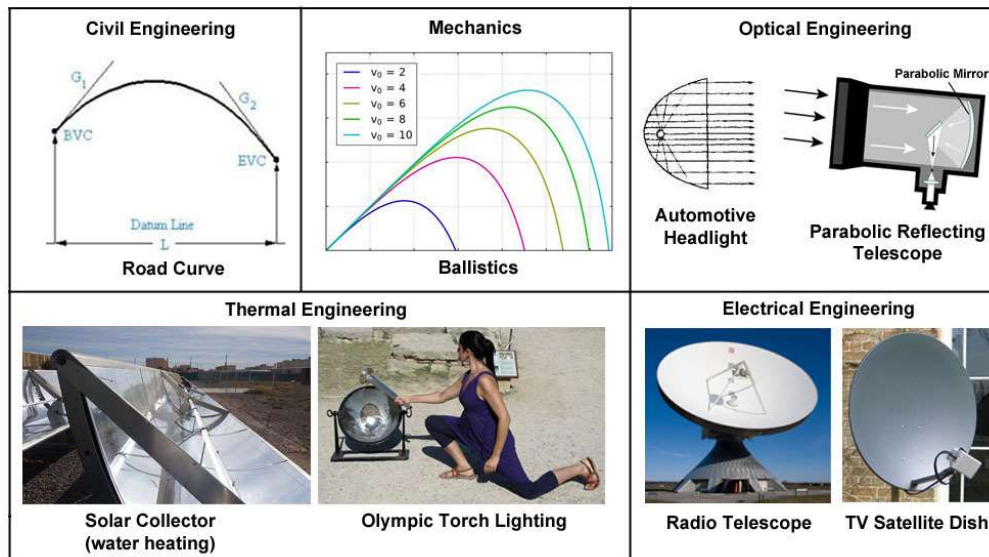 Civil Engineering
G1
G2
BVC
EVC
Datum Line
L
Road Curve
Mechanics
v0 = 2
v0 = 4
v0 = 6
v0 = 8
v0 = 10
Ballistics
Optical Engineering
Parabolic Mirror
Automotive
Headlight
Parabolic Reflecting
Telescope
Thermal Engineering
Solar Collector
(water heating)
Olympic Torch Lighting
Electrical Engineering
Radio Telescope
TV Satellite Dish